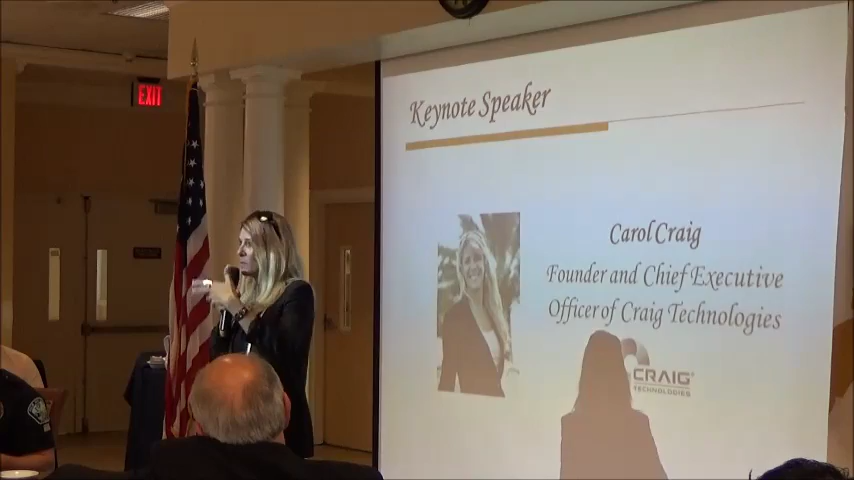 EXIT
Keynote Speaker
Carol Craig
Founder and Chief Executive
Officer of Craig Technologies
CRAIG
TECHNOLOGIES